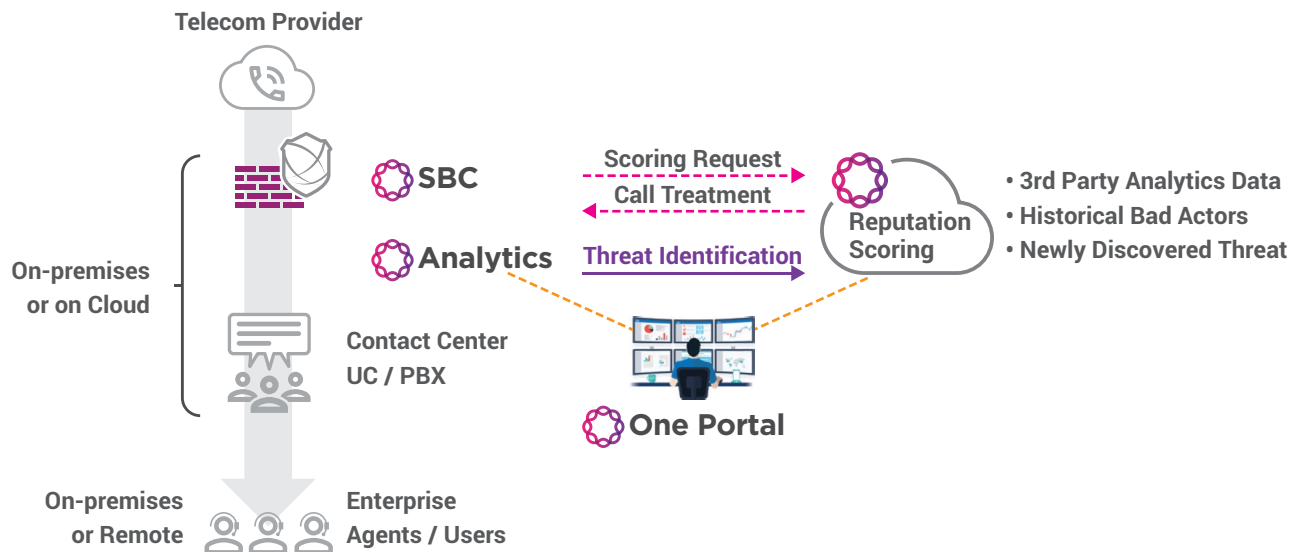 Telecom Provider
SBC
Scoring Request
Call Treatment
Reputation
Scoring
• 3rd Party Analytics Data
• Historical Bad Actors
• Newly Discovered Threat
Analytics
Threat Identification
On-premises
or on Cloud
Contact Center
UC / PBX
One Portal
On-premises
or Remote
Enterprise
Agents / Users